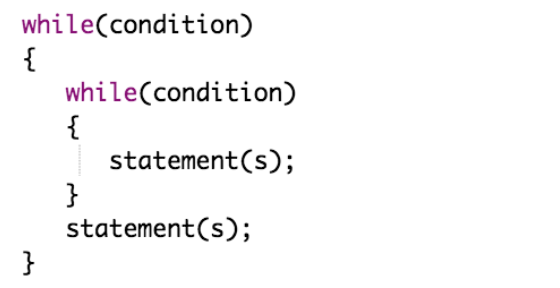 while(condition)
{
while(condition)
{
statement(s);
}
statement(s);
}